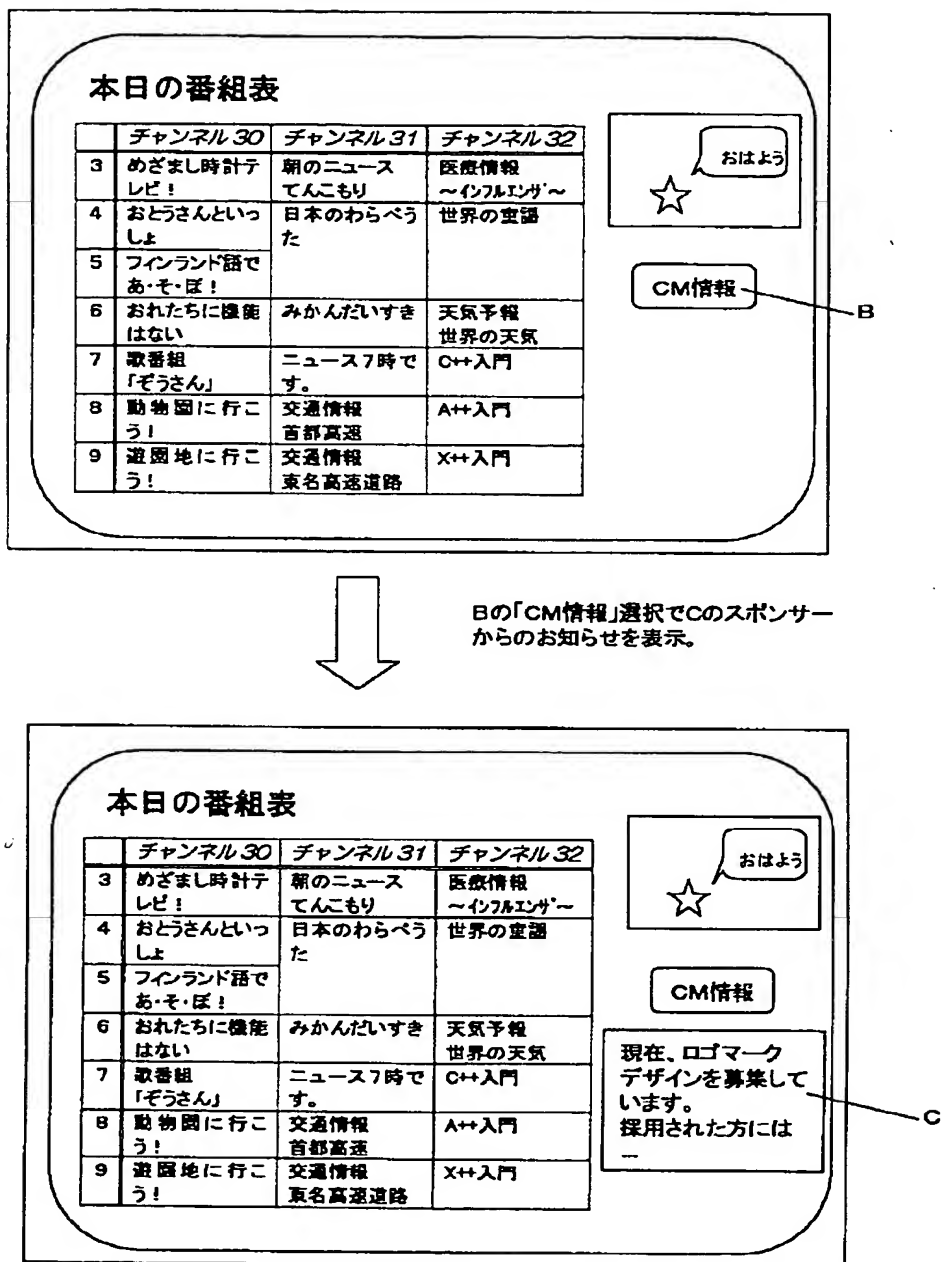 本日の番組表
チャンネル30 チャンネル31 チャンネル32
3 めざまし時計テレビ！ 朝のニュース てんこもり 医療情報 ～インフルエンザ～
4 おとうさんといっしょ 日本のわらべうた 世界の童謡
5 フィンランド語で あ・そ・ぼ！
6 おれたちに機能はない みかんだいすき 天気予報 世界の天気
7 歌番組 「ぞうさん」 ニュース7時です。 C++入門
8 動物園に行こう！ 交通情報 首都高速 A++入門
9 遊園地に行こう！ 交通情報 東名高速道路 X++入門
おはよう
CM情報
B
Bの「CM情報」選択でCのスポンサー
からのお知らせを表示。
本日の番組表
チャンネル30 チャンネル31 チャンネル32
3 めざまし時計テレビ！ 朝のニュース てんこもり 医療情報 ～インフルエンザ～
4 おとうさんといっしょ 日本のわらべうた 世界の童謡
5 フィンランド語で あ・そ・ぼ！
6 おれたちに機能はない みかんだいすき 天気予報 世界の天気
7 歌番組 「ぞうさん」 ニュース7時です。 C++入門
8 動物園に行こう！ 交通情報 首都高速 A++入門
9 遊園地に行こう！ 交通情報 東名高速道路 X++入門
おはよう
CM情報
現在、ロゴマーク
デザインを募集して
います。
採用された方には
…
C